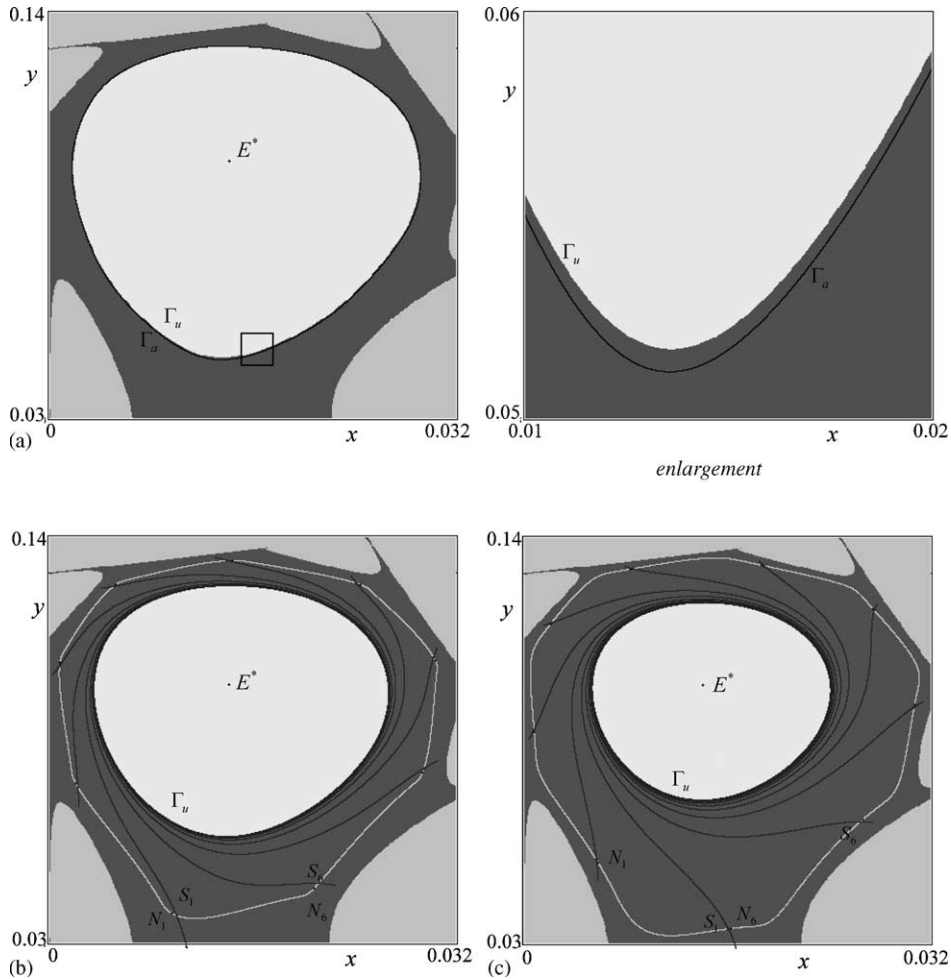 0.14
y
E*
Γu
Γa
0.03
0
x
0.032
(a)
0.06
y
Γu
Γa
0.05
0.01
x
0.02
enlargement
0.14
y
E*
Γu
S6
S1
N1
N6
0.03
0
x
0.032
(b)
0.14
y
E*
Γu
S6
N1
S1
N6
0.03
0
x
0.032
(c)